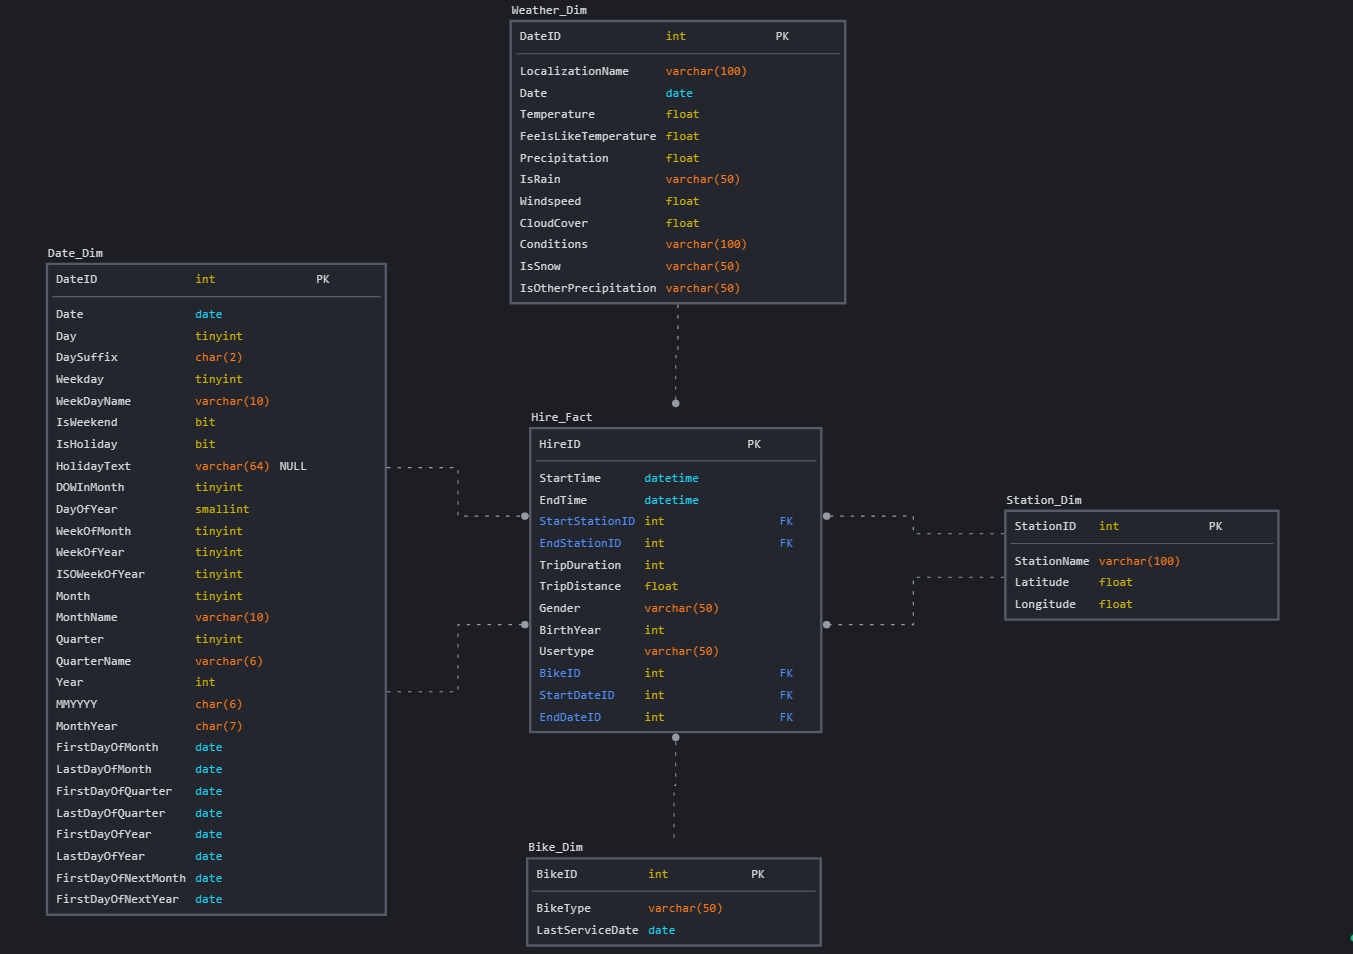 Weather_Dim
DateID int PK
LocalizationName varchar(100)
Date date
Temperature float
FeelsLikeTemperature float
Precipitation float
IsRain varchar(50)
Windspeed float
CloudCover float
Conditions varchar(100)
IsSnow varchar(50)
IsOtherPrecipitation varchar(50)
Date_Dim
DateID int PK
Date date
Day tinyint
DaySuffix char(2)
Weekday tinyint
WeekDayName varchar(10)
IsWeekend bit
IsHoliday bit
HolidayText varchar(64) NULL
DOWInMonth tinyint
DayOfYear smallint
WeekOfMonth tinyint
WeekOfYear tinyint
ISOWeekOfYear tinyint
Month tinyint
MonthName varchar(10)
Quarter tinyint
QuarterName varchar(6)
Year int
MMYYYY char(6)
MonthYear char(7)
FirstDayOfMonth date
LastDayOfMonth date
FirstDayOfQuarter date
LastDayOfQuarter date
FirstDayOfYear date
LastDayOfYear date
FirstDayOfNextMonth date
FirstDayOfNextYear date
Hire_Fact
HireID PK
StartTime datetime
EndTime datetime
StartStationID int FK
EndStationID int FK
TripDuration int
TripDistance float
Gender varchar(50)
BirthYear int
Usertype varchar(50)
BikeID int FK
StartDateID int FK
EndDateID int FK
Station_Dim
StationID int PK
StationName varchar(100)
Latitude float
Longitude float
Bike_Dim
BikeID int PK
BikeType varchar(50)
LastServiceDate date